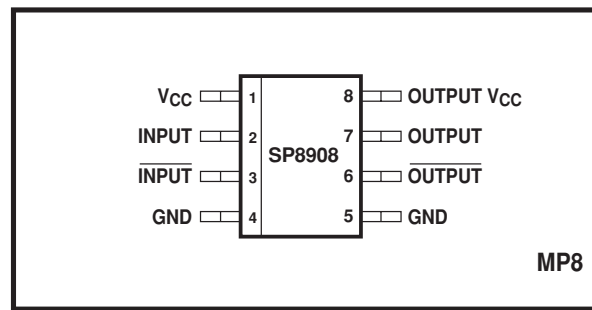 VCC 1 8 OUTPUT VCC
INPUT 2 7 OUTPUT
SP8908
INPUT 3 6 OUTPUT
GND 4 5 GND
MP8